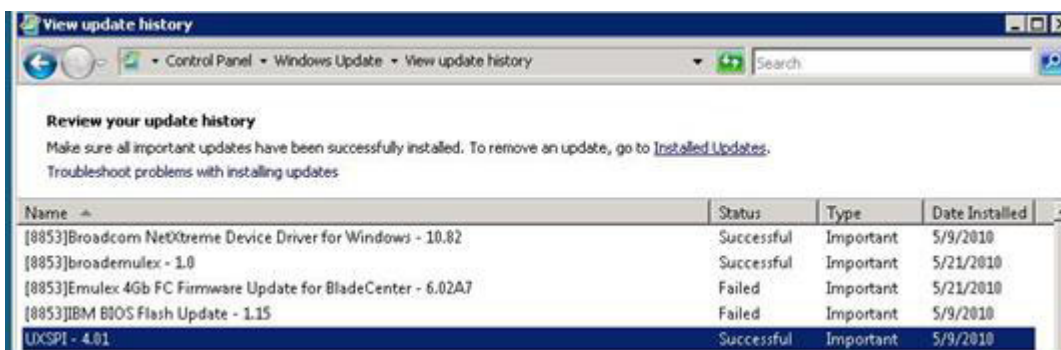 View update history
Control Panel • Windows Update • View update history
Search
Review your update history
Make sure all important updates have been successfully installed. To remove an update, go to Installed Updates.
Troubleshoot problems with installing updates
Name Status Type Date Installed
[8853]Broadcom NetXtreme Device Driver for Windows - 10.82 Successful Important 5/9/2010
[8853]broademulex - 1.0 Successful Important 5/21/2010
[8853]Emulex 4Gb FC Firmware Update for BladeCenter - 6.02A7 Failed Important 5/21/2010
[8853]IBM BIOS Flash Update - 1.15 Failed Important 5/9/2010
UXSPI - 4.01 Successful Important 5/9/2010